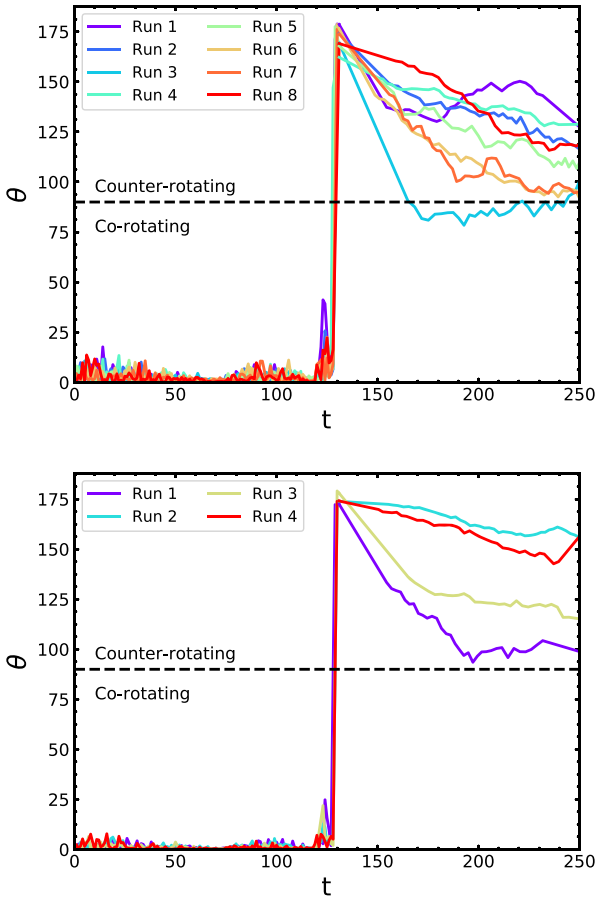 175
150
125
100
75
50
25
0
θ
Run 1
Run 2
Run 3
Run 4
Run 5
Run 6
Run 7
Run 8
Counter-rotating
Co-rotating
0 50 100 150 200 250
t
175
150
125
100
75
50
25
0
θ
Run 1
Run 2
Run 3
Run 4
Counter-rotating
Co-rotating
0 50 100 150 200 250
t